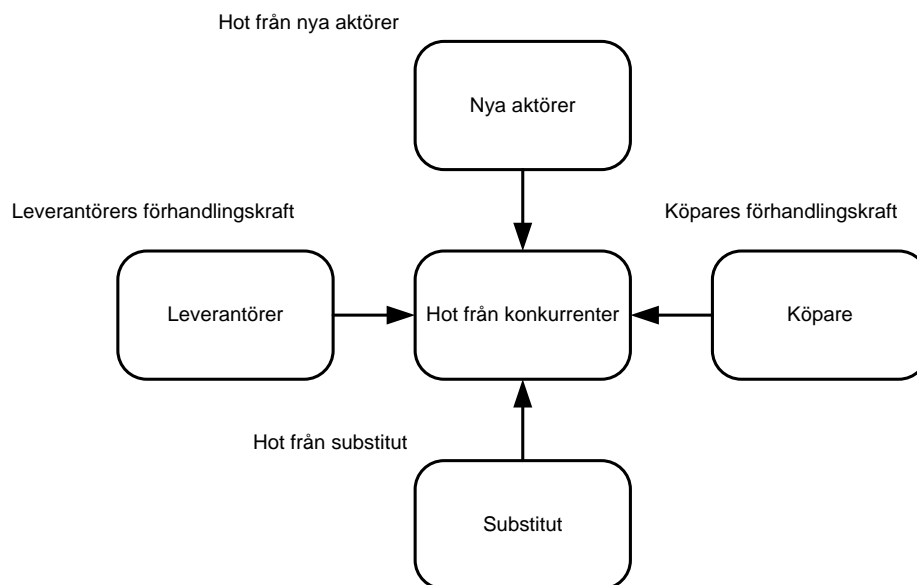 Hot från nya aktörer
Nya aktörer
Leverantörers förhandlingskraft
Köpares förhandlingskraft
Leverantörer
Hot från konkurrenter
Köpare
Hot från substitut
Substitut